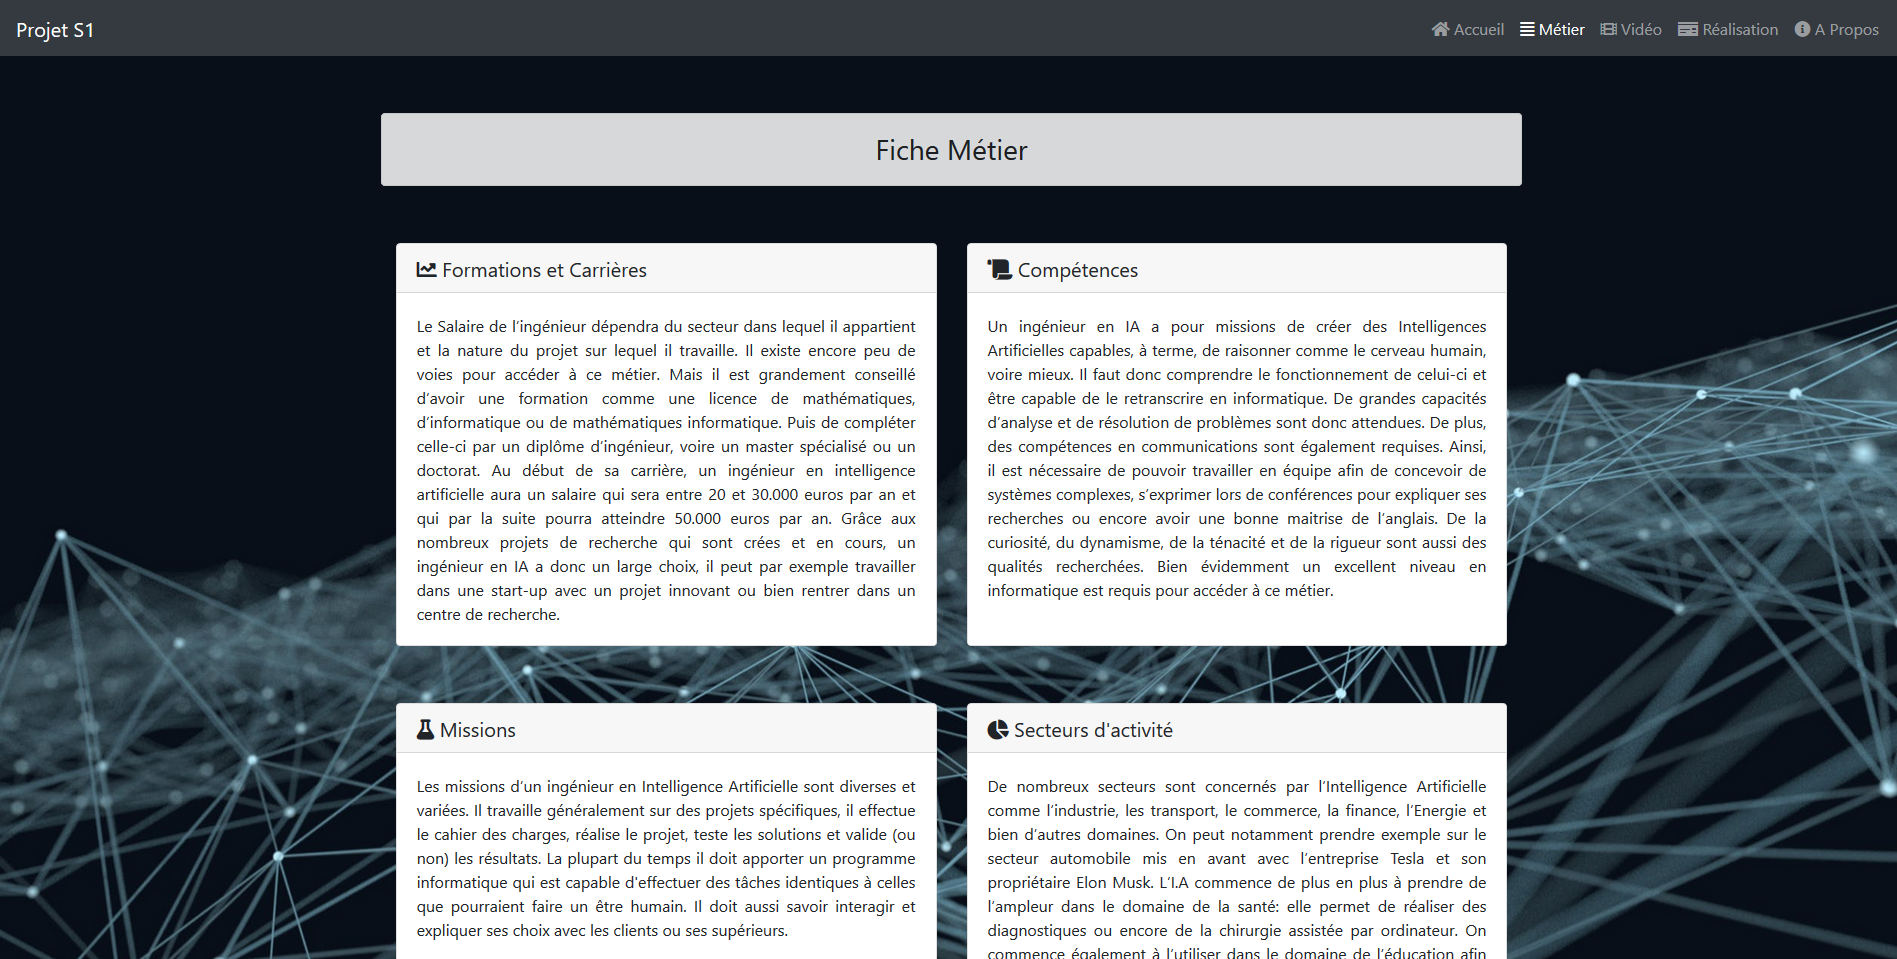 Projet S1
Accueil
Métier
Vidéo
Réalisation
A Propos
Fiche Métier
Formations et Carrières
Le Salaire de l’ingénieur dépendra du secteur dans lequel il appartient
et la nature du projet sur lequel il travaille. Il existe encore peu de
voies pour accéder à ce métier. Mais il est grandement conseillé
d’avoir une formation comme une licence de mathématiques,
d’informatique ou de mathématiques informatique. Puis de compléter
celle-ci par un diplôme d’ingénieur, voire un master spécialisé ou un
doctorat. Au début de sa carrière, un ingénieur en intelligence
artificielle aura un salaire qui sera entre 20 et 30.000 euros par an et
qui par la suite pourra atteindre 50.000 euros par an. Grâce aux
nombreux projets de recherche qui sont crées et en cours, un
ingénieur en IA a donc un large choix, il peut par exemple travailler
dans une start-up avec un projet innovant ou bien rentrer dans un
centre de recherche.
Compétences
Un ingénieur en IA a pour missions de créer des Intelligences
Artificielles capables, à terme, de raisonner comme le cerveau humain,
voire mieux. Il faut donc comprendre le fonctionnement de celui-ci et
être capable de le retranscrire en informatique. De grandes capacités
d’analyse et de résolution de problèmes sont donc attendues. De plus,
des compétences en communications sont également requises. Ainsi,
il est nécessaire de pouvoir travailler en équipe afin de concevoir de
systèmes complexes, s’exprimer lors de conférences pour expliquer ses
recherches ou encore avoir une bonne maitrise de l’anglais. De la
curiosité, du dynamisme, de la ténacité et de la rigueur sont aussi des
qualités recherchées. Bien évidemment un excellent niveau en
informatique est requis pour accéder à ce métier.
Missions
Les missions d’un ingénieur en Intelligence Artificielle sont diverses et
variées. Il travaille généralement sur des projets spécifiques, il effectue
le cahier des charges, réalise le projet, teste les solutions et valide (ou
non) les résultats. La plupart du temps il doit apporter un programme
informatique qui est capable d'effectuer des tâches identiques à celles
que pourraient faire un être humain. Il doit aussi savoir interagir et
expliquer ses choix avec les clients ou ses supérieurs.
Secteurs d'activité
De nombreux secteurs sont concernés par l’Intelligence Artificielle
comme l’industrie, les transport, le commerce, la finance, l’Energie et
bien d’autres domaines. On peut notamment prendre exemple sur le
secteur automobile mis en avant avec l’entreprise Tesla et son
propriétaire Elon Musk. L’I.A commence de plus en plus à prendre de
l’ampleur dans le domaine de la santé: elle permet de réaliser des
diagnostiques ou encore de la chirurgie assistée par ordinateur. On
commence également à l’utiliser dans le domaine de l’éducation afin